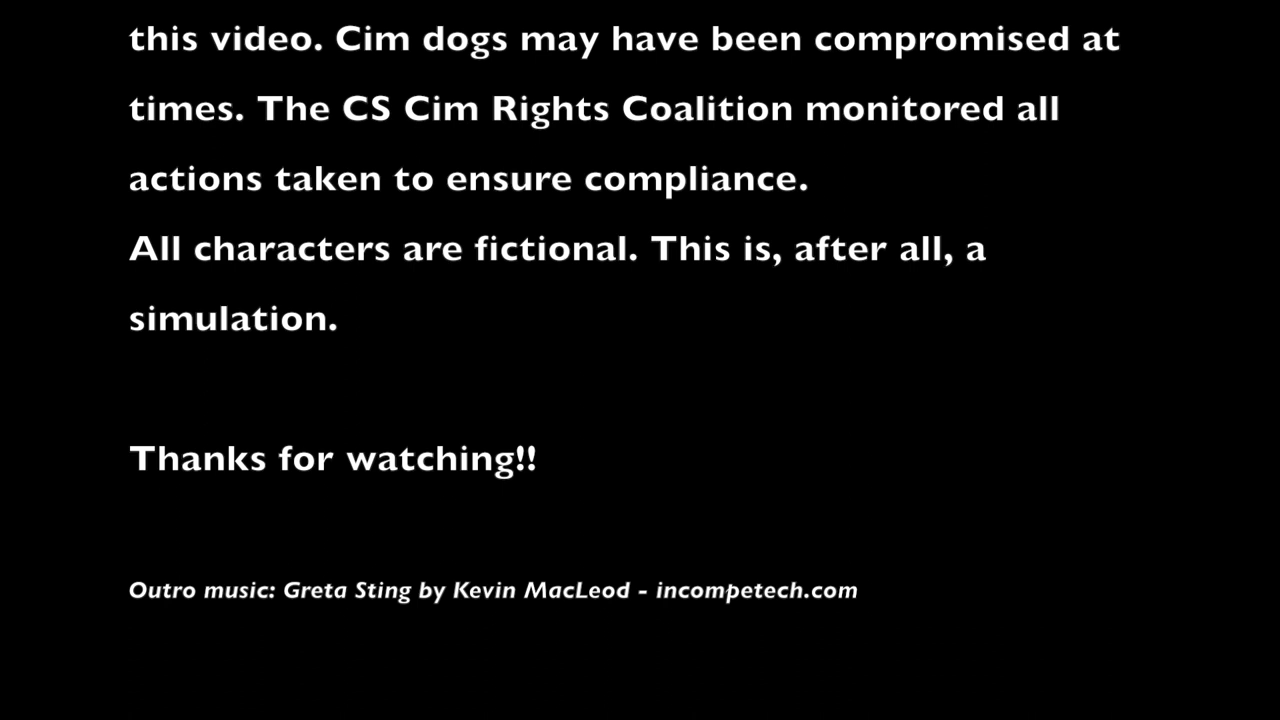 this video. Cim dogs may have been compromised at
times. The CS Cim Rights Coalition monitored all
actions taken to ensure compliance.
All characters are fictional. This is, after all, a
simulation.
Thanks for watching!!
Outro music: Greta Sting by Kevin MacLeod - incompetech.com